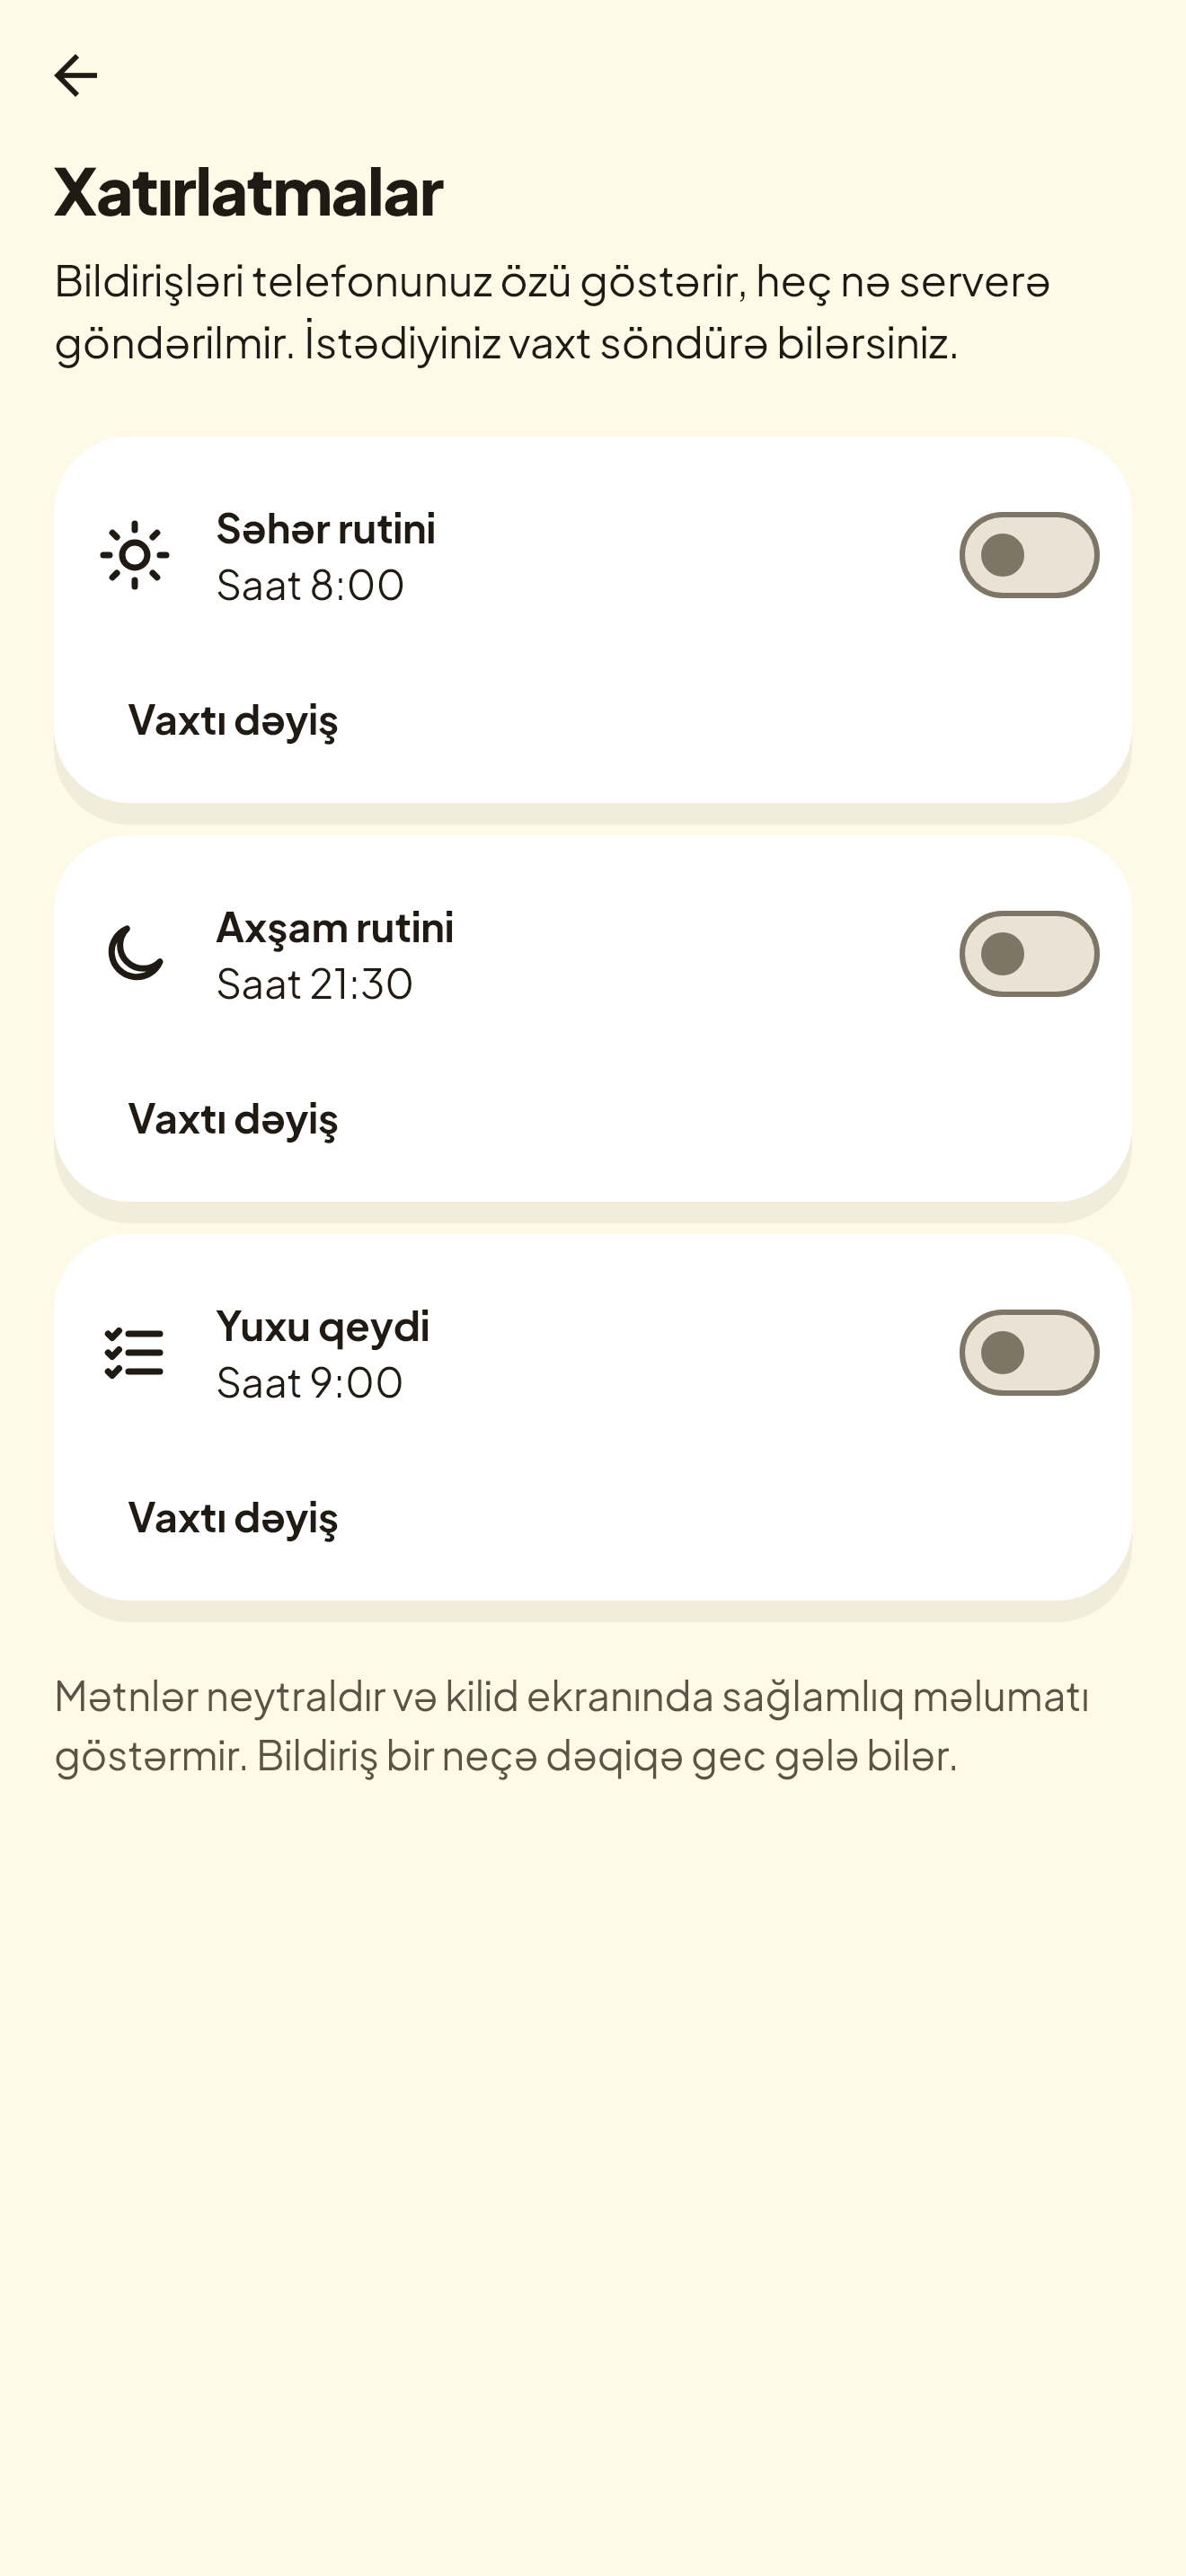 Xatırlatmalar
Bildirişləri telefonunuz özü göstərir, heç nə serverə
göndərilmir. İstədiyiniz vaxt söndürə bilərsiniz.
Səhər rutini
Saat 8:00
Vaxtı dəyiş
Axşam rutini
Saat 21:30
Vaxtı dəyiş
Yuxu qeydi
Saat 9:00
Vaxtı dəyiş
Mətnlər neytraldır və kilid ekranında sağlamlıq məlumatı
göstərmir. Bildiriş bir neçə dəqiqə gec gələ bilər.